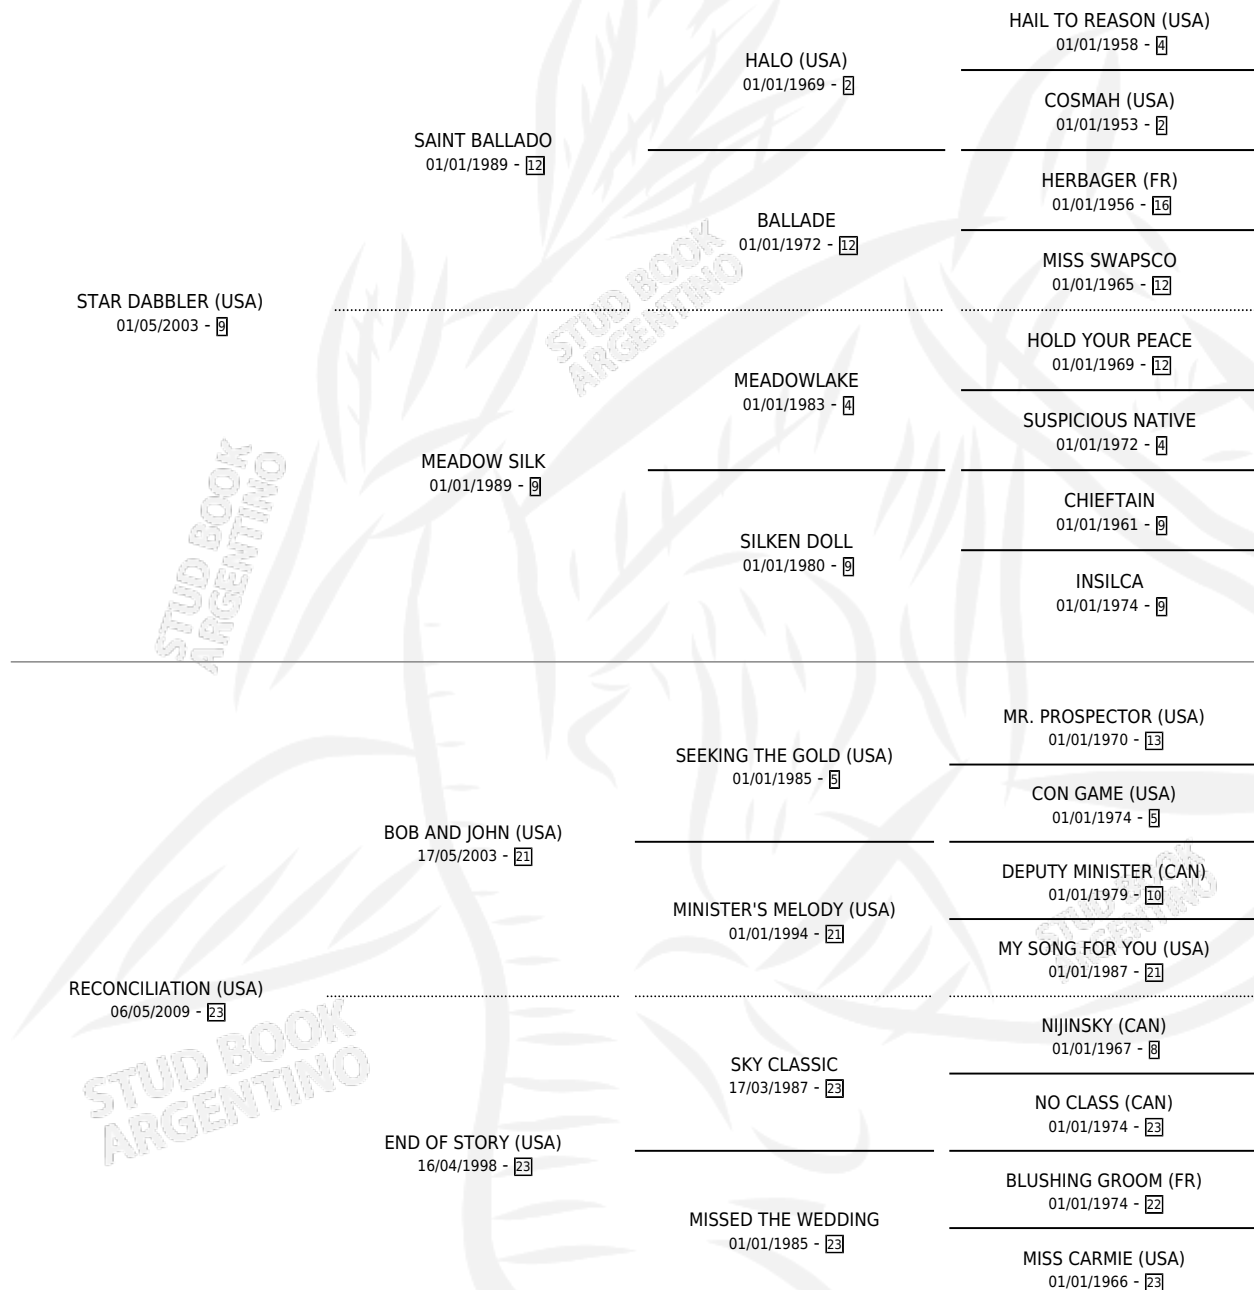 HAIL TO REASON (USA)
01/01/1958 - 4
HALO (USA)
01/01/1969 - 2
COSMAH (USA)
01/01/1953 - 2
SAINT BALLADO
01/01/1989 - 12
HERBAGER (FR)
01/01/1956 - 16
BALLADE
01/01/1972 - 12
MISS SWAPSCO
01/01/1965 - 12
STAR DABBLER (USA)
01/05/2003 - 9
HOLD YOUR PEACE
01/01/1969 - 12
MEADOWLAKE
01/01/1983 - 4
SUSPICIOUS NATIVE
01/01/1972 - 4
MEADOW SILK
01/01/1989 - 9
CHIEFTAIN
01/01/1961 - 9
SILKEN DOLL
01/01/1980 - 9
INSILCA
01/01/1974 - 9
MR. PROSPECTOR (USA)
01/01/1970 - 13
SEEKING THE GOLD (USA)
01/01/1985 - 5
CON GAME (USA)
01/01/1974 - 5
BOB AND JOHN (USA)
17/05/2003 - 21
DEPUTY MINISTER (CAN)
01/01/1979 - 10
MINISTER'S MELODY (USA)
01/01/1994 - 21
MY SONG FOR YOU (USA)
01/01/1987 - 21
RECONCILIATION (USA)
06/05/2009 - 23
NIJINSKY (CAN)
01/01/1967 - 8
SKY CLASSIC
17/03/1987 - 23
NO CLASS (CAN)
01/01/1974 - 23
END OF STORY (USA)
16/04/1998 - 23
BLUSHING GROOM (FR)
01/01/1974 - 22
MISSED THE WEDDING
01/01/1985 - 23
MISS CARMIE (USA)
01/01/1966 - 23
STUD BOOK
ARGENTINO
STUD BOOK
ARGENTINO
STUD BOOK
ARGENTINO
STUD BOOK
ARGENTINO